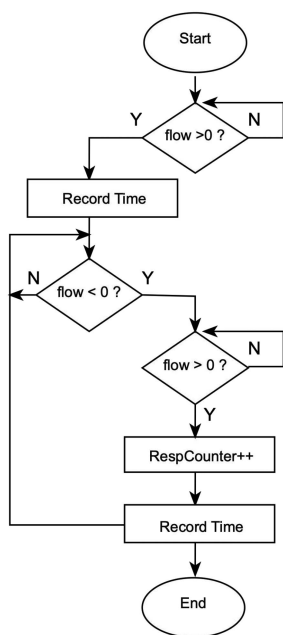 Start
Y
flow >0 ?
N
Record Time
N
flow < 0 ?
Y
flow > 0 ?
N
Y
RespCounter++
Record Time
End